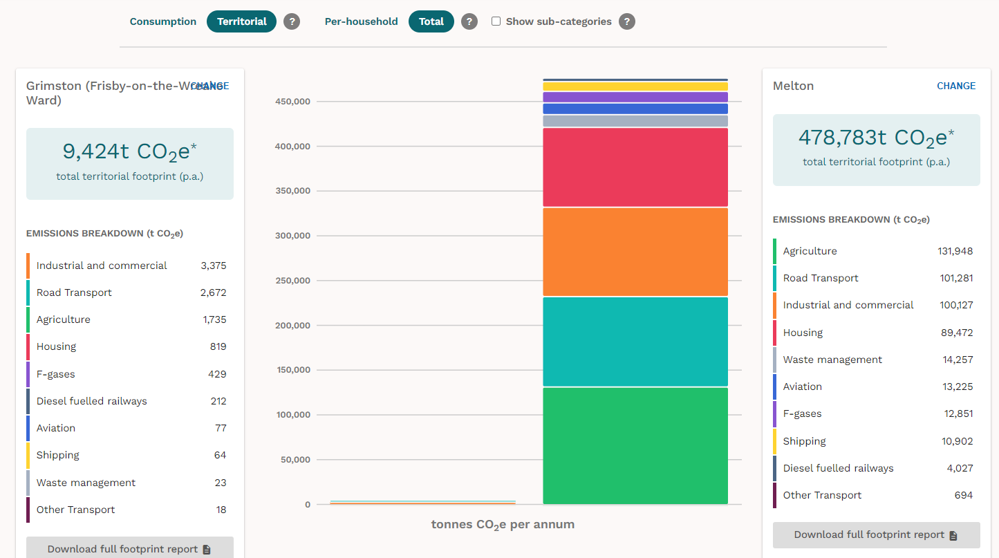 Consumption Territorial ? Per-household Total ? Show sub-categories ?
Grimston (Frisby-on-the-Wreake CHANGE
Ward)
9,424t CO2e*
total territorial footprint (p.a.)
EMISSIONS BREAKDOWN (t CO2e)
Industrial and commercial 3,375
Road Transport 2,672
Agriculture 1,735
Housing 819
F-gases 429
Diesel fuelled railways 212
Aviation 77
Shipping 64
Waste management 23
Other Transport 18
Download full footprint report
450,000
400,000
350,000
300,000
250,000
200,000
150,000
100,000
50,000
0
tonnes CO2e per annum
Melton CHANGE
478,783t CO2e*
total territorial footprint (p.a.)
EMISSIONS BREAKDOWN (t CO2e)
Agriculture 131,948
Road Transport 101,281
Industrial and commercial 100,127
Housing 89,472
Waste management 14,257
Aviation 13,225
F-gases 12,851
Shipping 10,902
Diesel fuelled railways 4,027
Other Transport 694
Download full footprint report